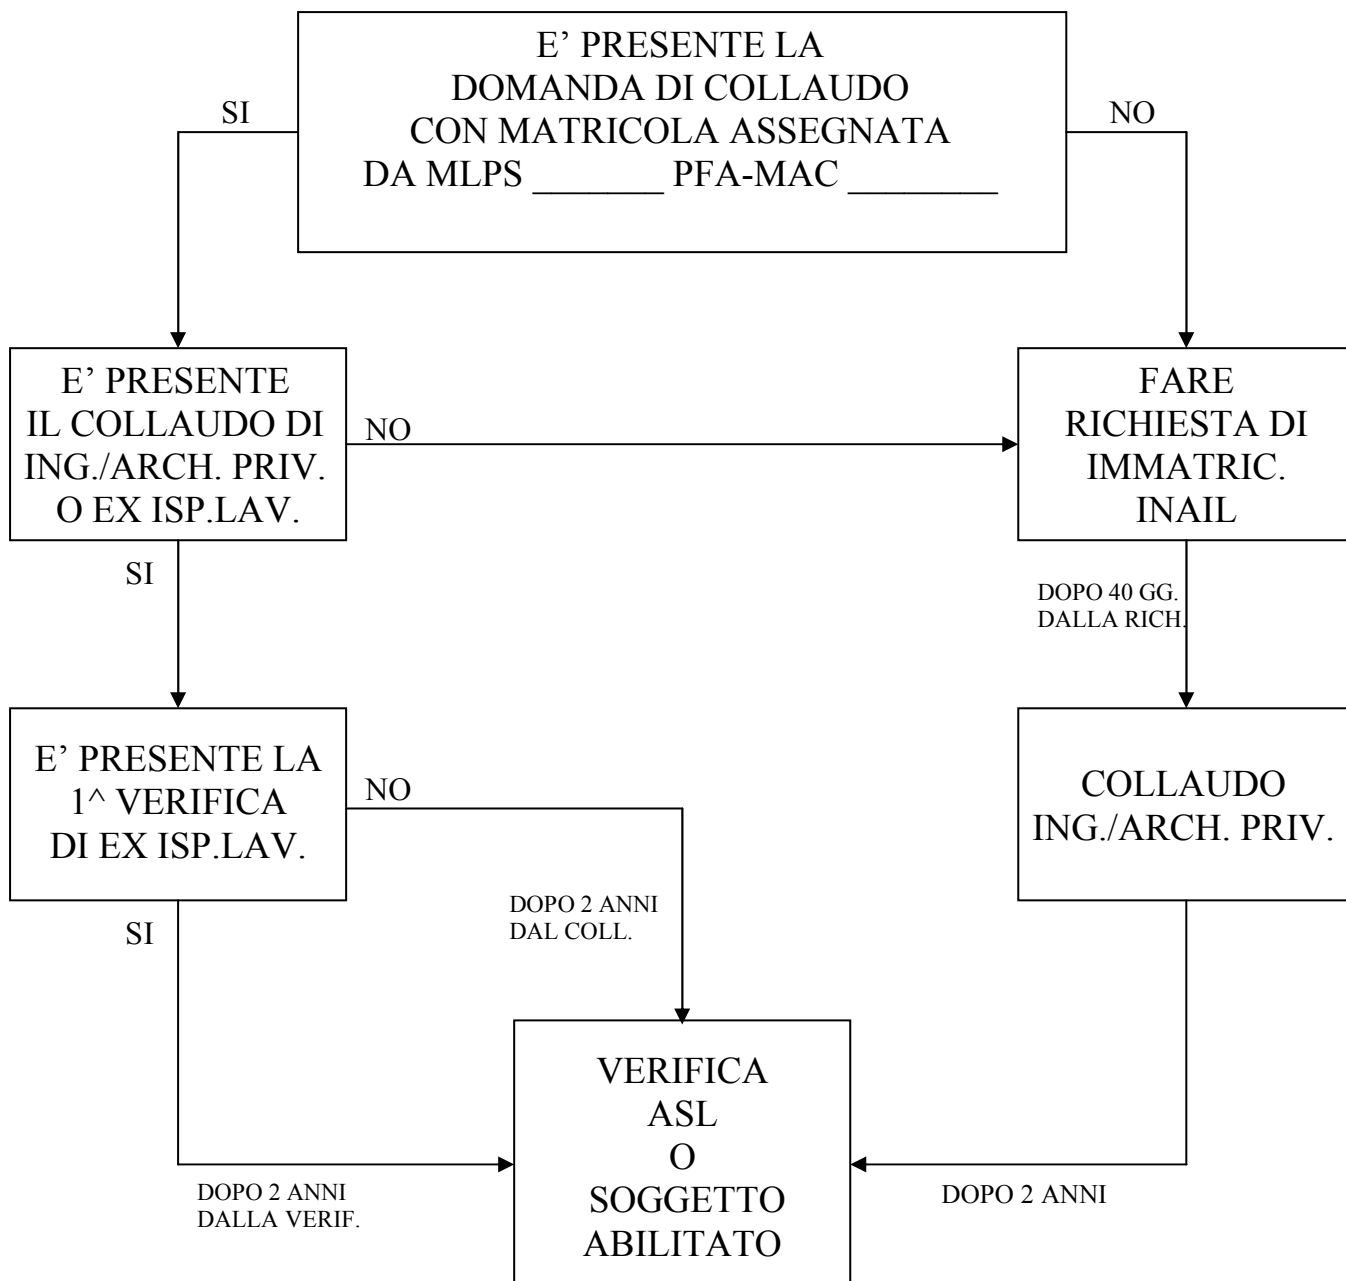 E’ PRESENTE LA
DOMANDA DI COLLAUDO
CON MATRICOLA ASSEGNATA
DA MLPS _______ PFA-MAC ________
SI
NO
E’ PRESENTE
IL COLLAUDO DI
ING./ARCH. PRIV.
O EX ISP.LAV.
NO
FARE
RICHIESTA DI
IMMATRIC.
INAIL
SI
DOPO 40 GG.
DALLA RICH.
E’ PRESENTE LA
1^ VERIFICA
DI EX ISP.LAV.
NO
COLLAUDO
ING./ARCH. PRIV.
SI
DOPO 2 ANNI
DAL COLL.
VERIFICA
ASL
O
SOGGETTO
ABILITATO
DOPO 2 ANNI
DALLA VERIF.
DOPO 2 ANNI